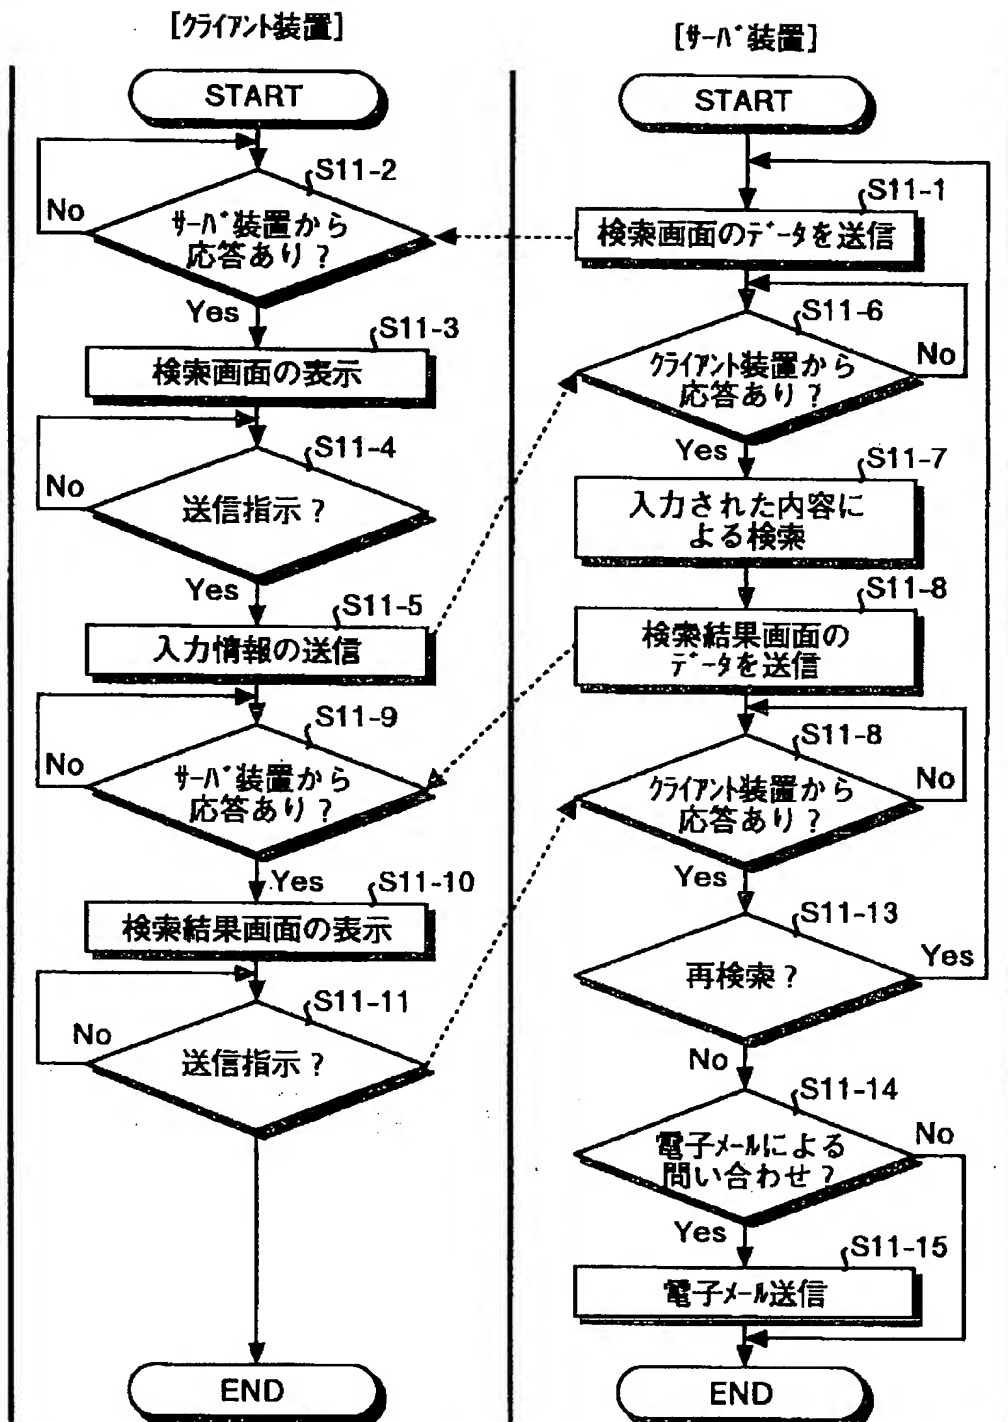 [クライアント装置]
START
S11-2
No
サーバ装置から
応答あり?
Yes
S11-3
検索画面の表示
S11-4
No
送信指示?
Yes
S11-5
入力情報の送信
S11-9
No
サーバ装置から
応答あり?
Yes
S11-10
検索結果画面の表示
S11-11
No
送信指示?
END
[サーバ装置]
START
S11-1
検索画面のデータを送信
S11-6
No
クライアント装置から
応答あり?
Yes
S11-7
入力された内容に
よる検索
S11-8
検索結果画面の
データを送信
S11-8
No
クライアント装置から
応答あり?
Yes
S11-13
Yes
再検索?
No
S11-14
No
電子メールによる
問い合わせ?
Yes
S11-15
電子メール送信
END